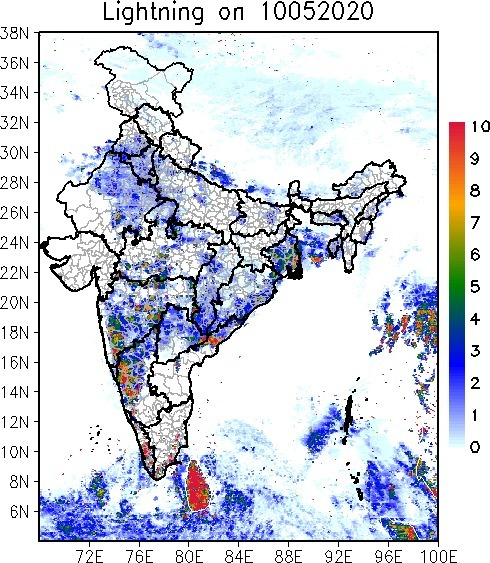 Lightning on 10052020
38N
36N
34N
32N
30N
28N
26N
24N
22N
20N
18N
16N
14N
12N
10N
8N
6N
72E 76E 80E 84E 88E 92E 96E 100E
10
9
8
7
6
5
4
3
2
1
0